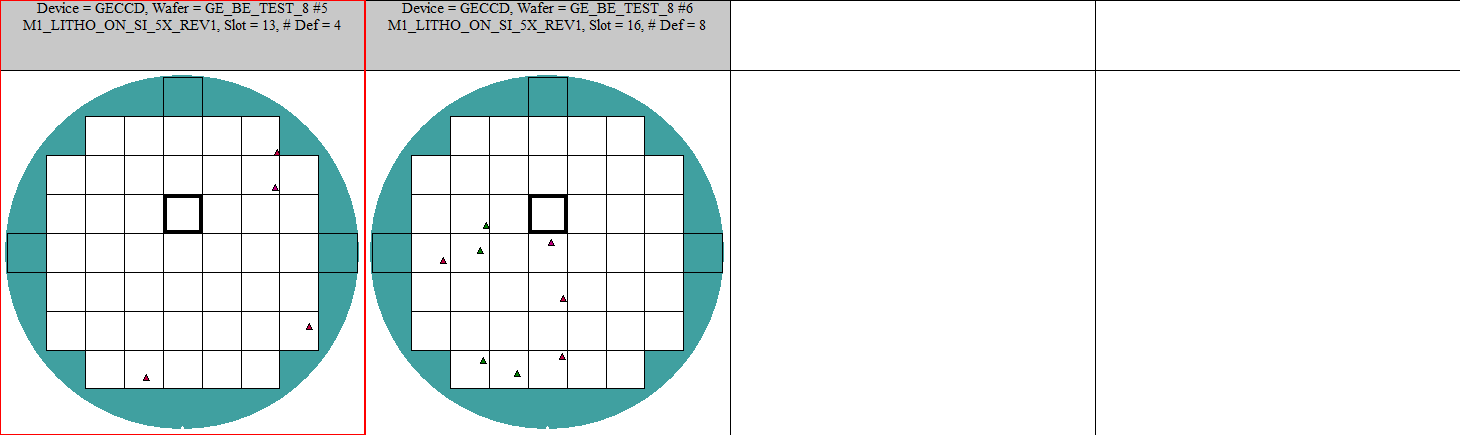 Device = GECCD, Wafer = GE_BE_TEST_8 #5
M1_LITHO_ON_SI_5X_REV1, Slot = 13, # Def = 4
Device = GECCD, Wafer = GE_BE_TEST_8 #6
M1_LITHO_ON_SI_5X_REV1, Slot = 16, # Def = 8